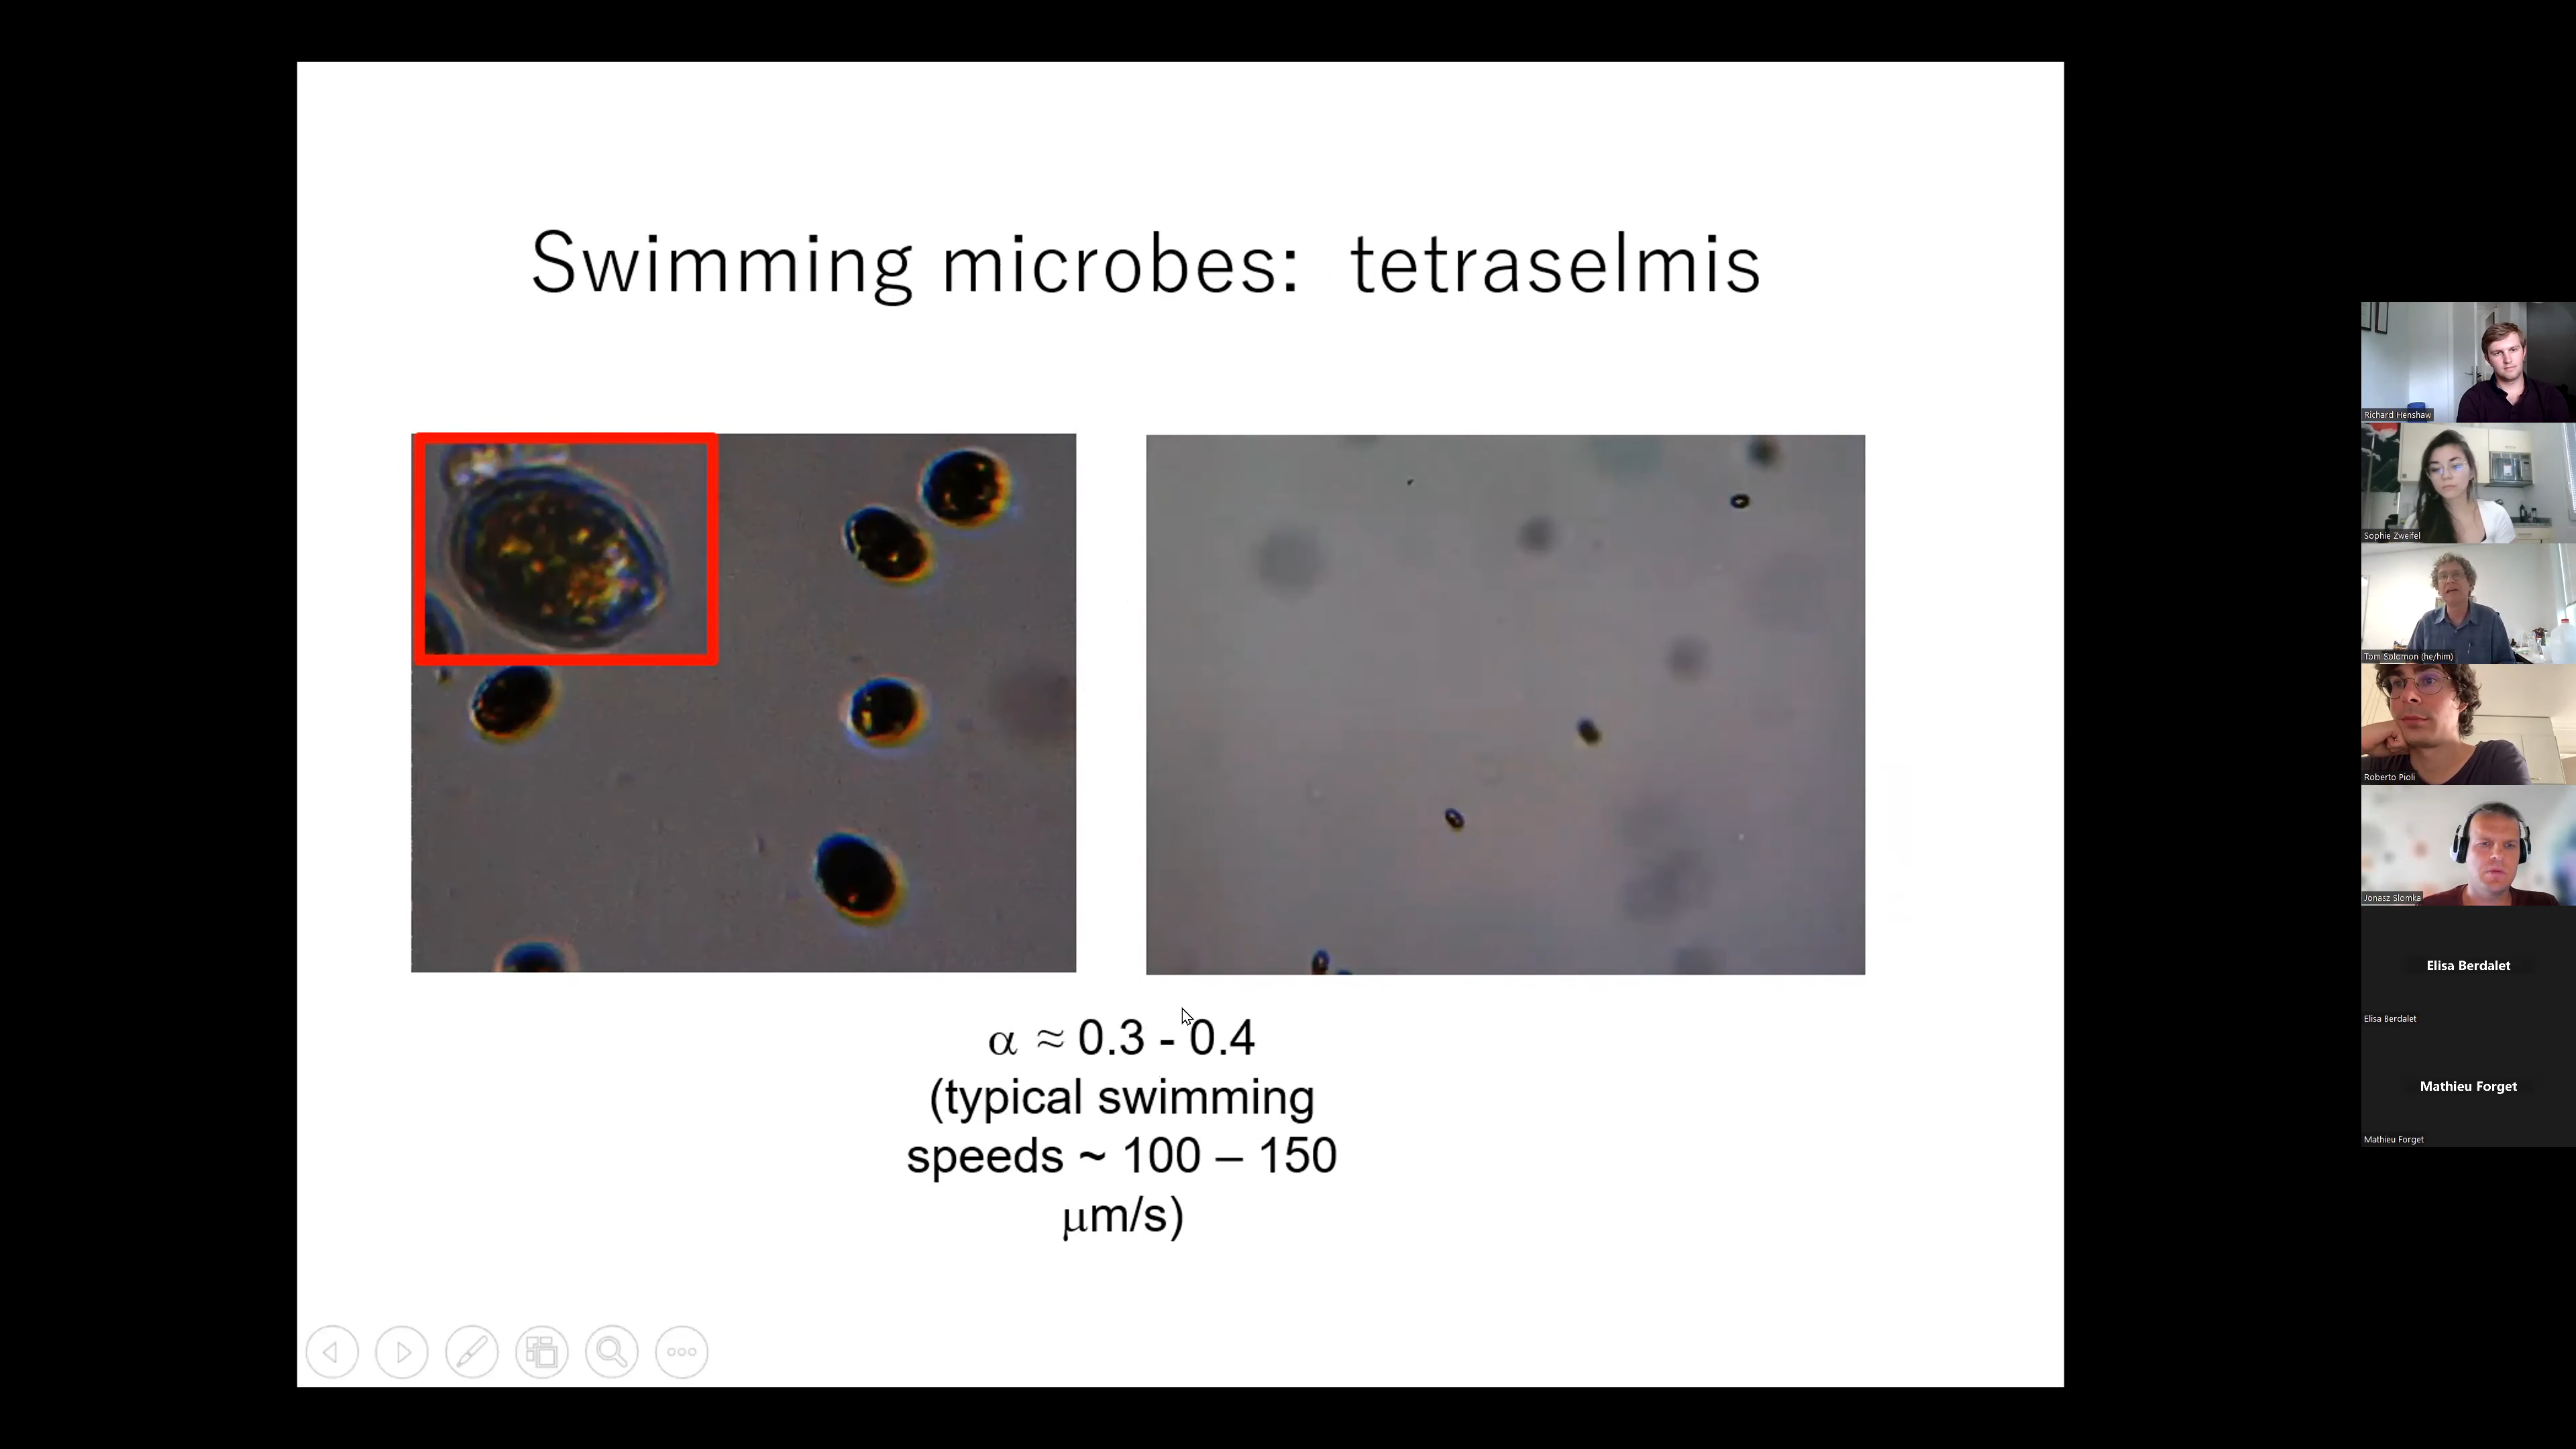 Swimming microbes: tetraselmis
α ≈ 0.3 - 0.4
(typical swimming
speeds ~ 100 – 150
μm/s)
Richard Henshaw
Sophie Zweifel
Tom Solomon (he/him)
Roberto Pioli
Jonasz Slomka
Elisa Berdalet
Elisa Berdalet
Mathieu Forget
Mathieu Forget